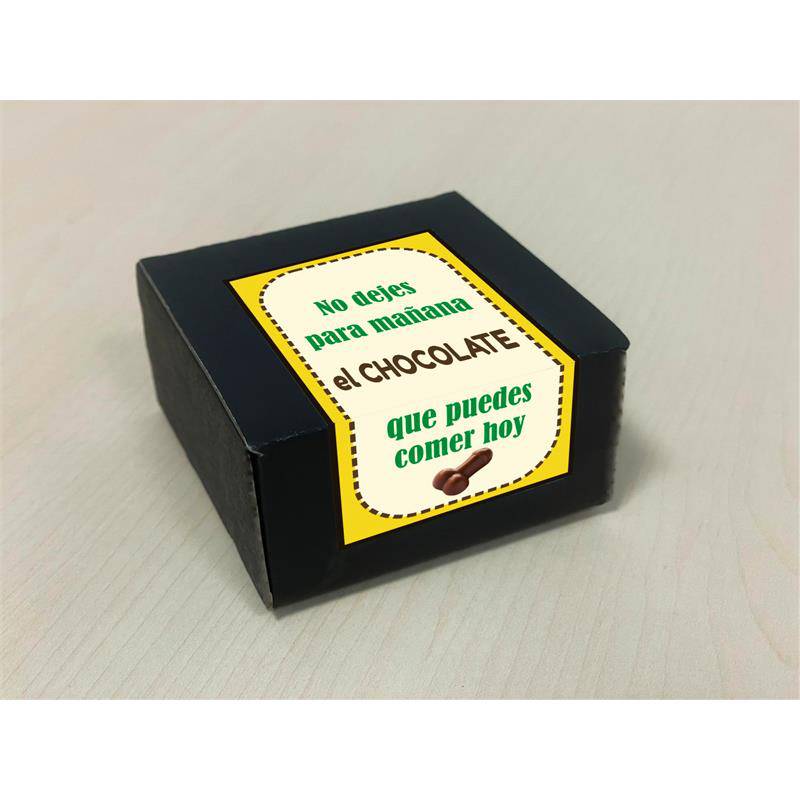 No dejes
para mañana
el CHOCOLATE
que puedes
comer hoy